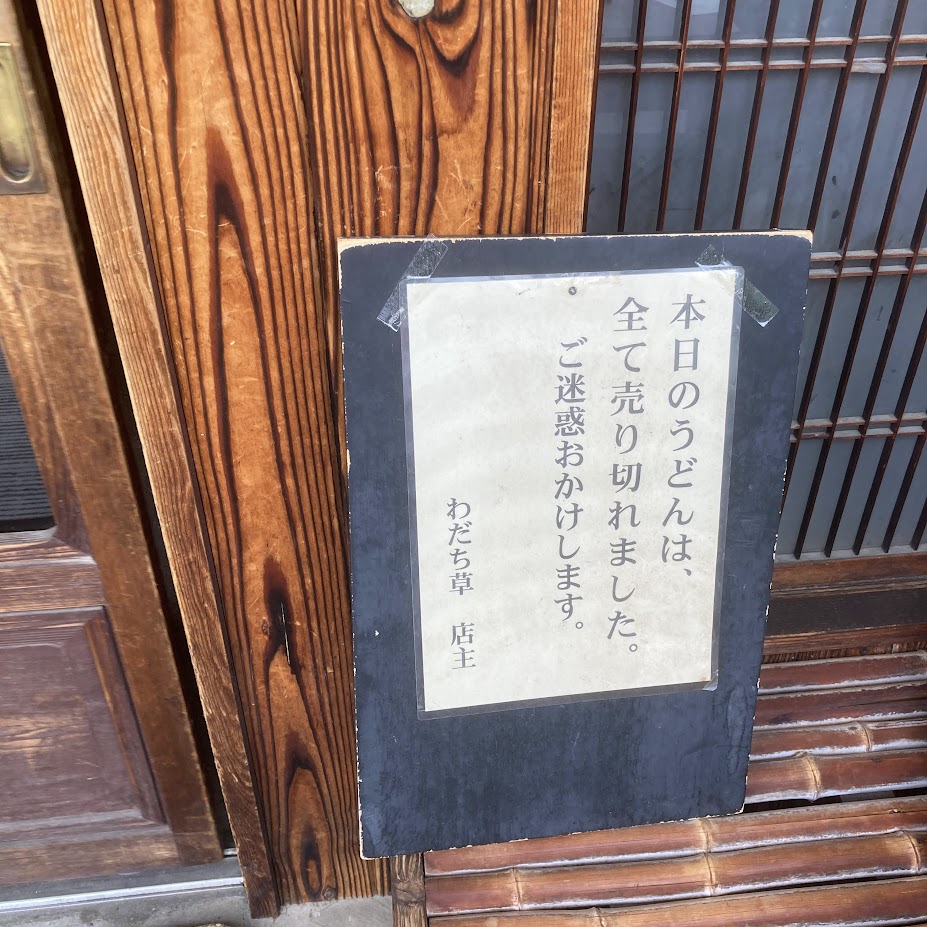 本日のうどんは、
全て売り切れました。
ご迷惑おかけします。
わだち草　店主